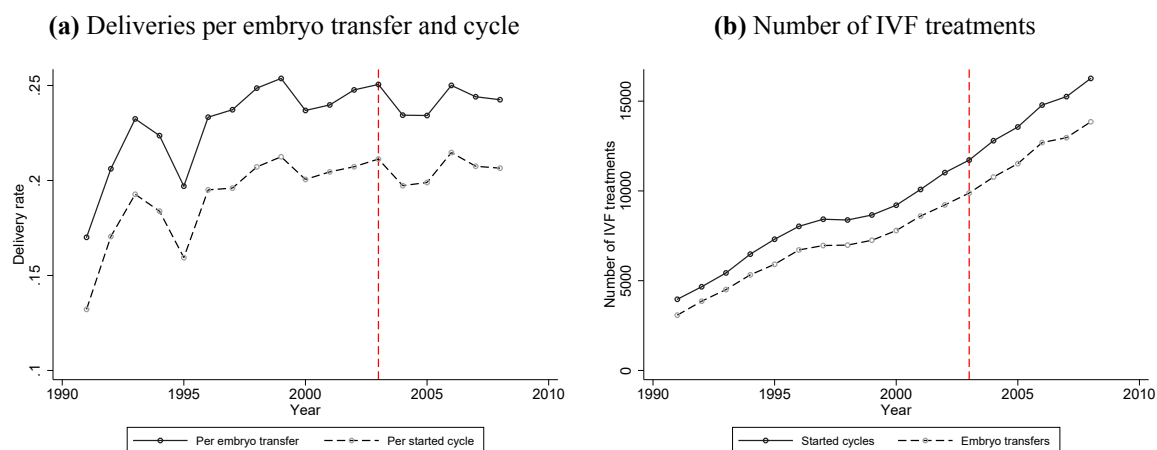 (a) Deliveries per embryo transfer and cycle
Delivery rate
.25
.2
.15
.1
1990 1995 2000 2005 2010
Year
Per embryo transfer Per started cycle
(b) Number of IVF treatments
Number of IVF treatments
15000
10000
5000
0
1990 1995 2000 2005 2010
Year
Started cycles Embryo transfers